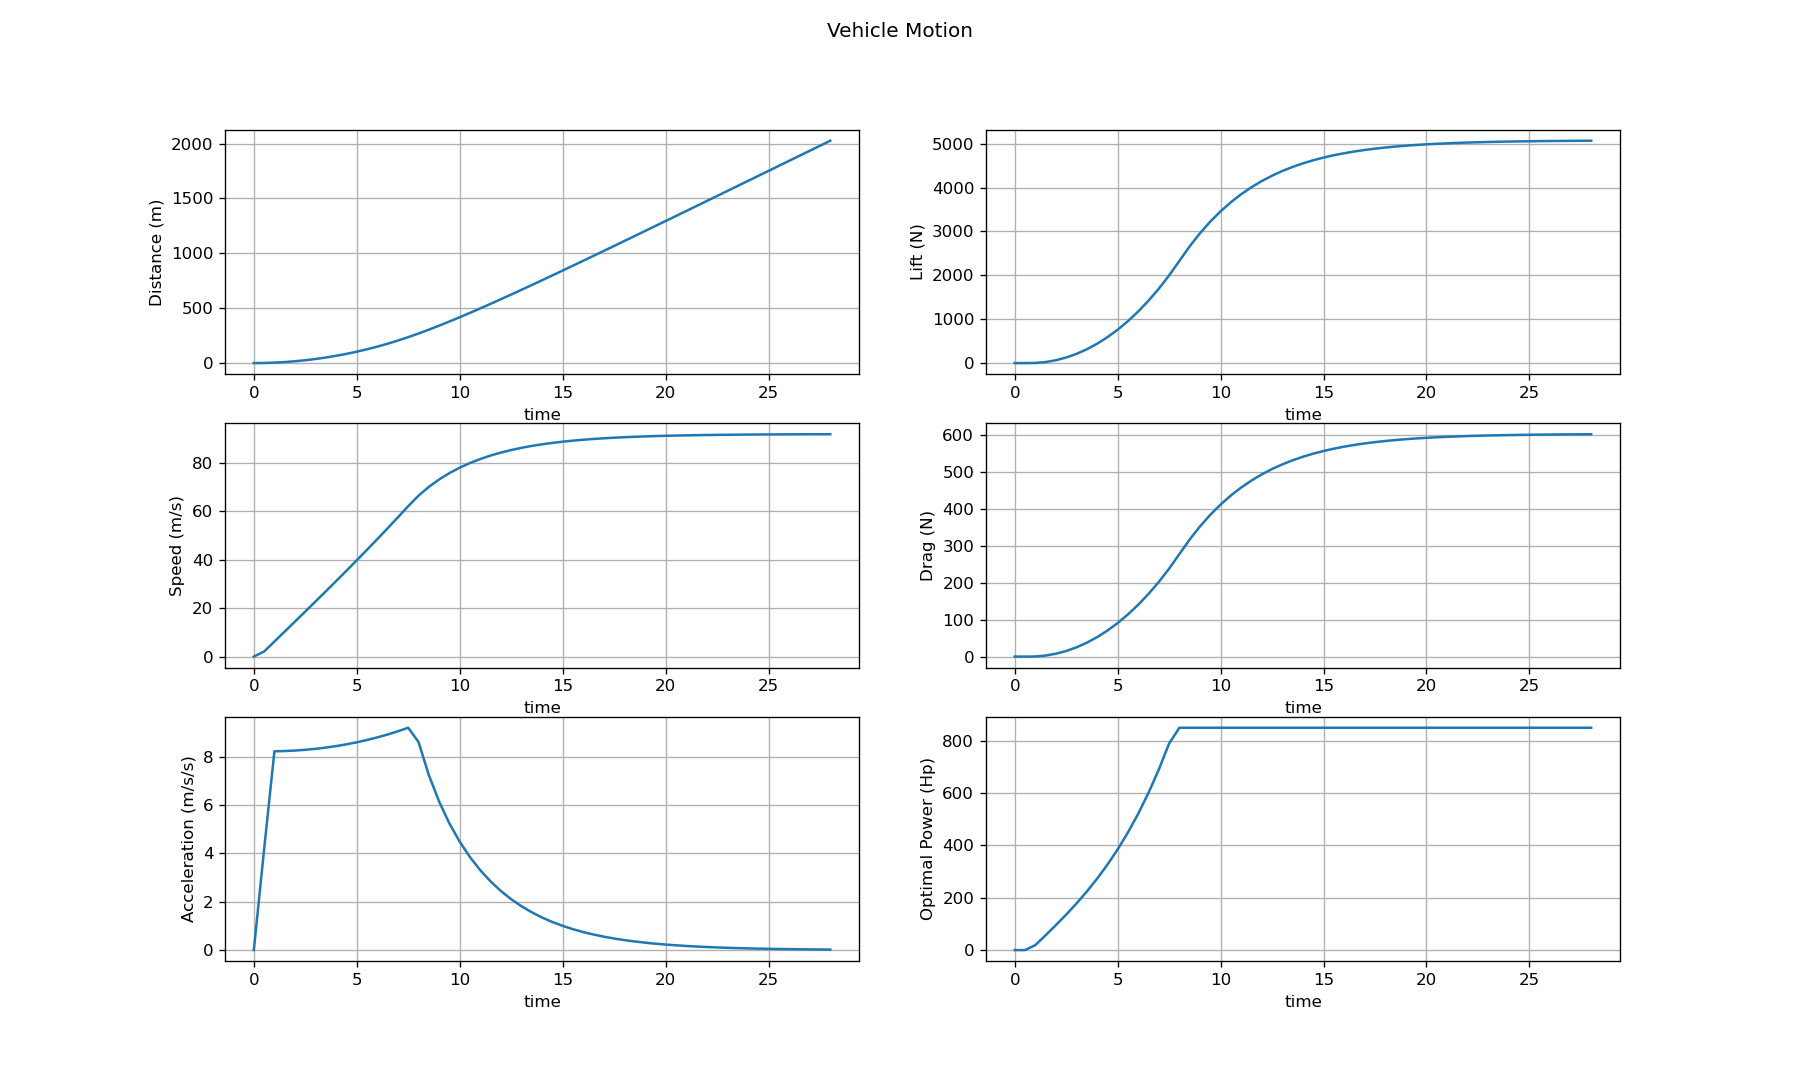 Vehicle Motion
2000
1500
1000
500
0
Distance (m)
0 5 10 15 20 25
time
5000
4000
3000
2000
1000
0
Lift (N)
0 5 10 15 20 25
time
80
60
40
20
0
Speed (m/s)
0 5 10 15 20 25
time
600
500
400
300
200
100
0
Drag (N)
0 5 10 15 20 25
time
8
6
4
2
0
Acceleration (m/s/s)
0 5 10 15 20 25
time
800
600
400
200
0
Optimal Power (Hp)
0 5 10 15 20 25
time